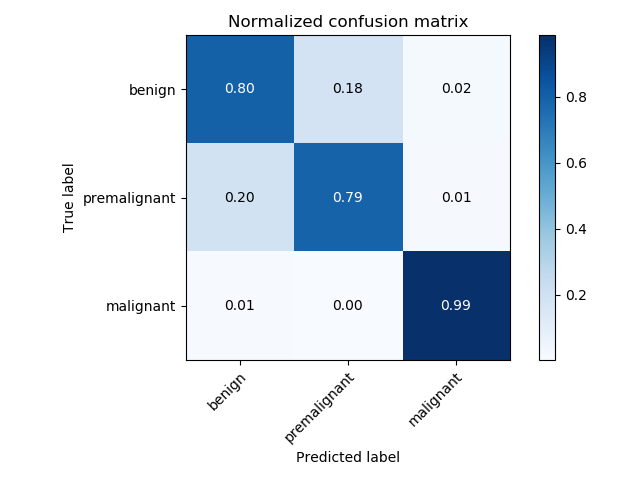 Normalized confusion matrix
benign 0.80 0.18 0.02
premalignant 0.20 0.79 0.01
malignant 0.01 0.00 0.99
benign premalignant malignant
True label
Predicted label
0.8
0.6
0.4
0.2